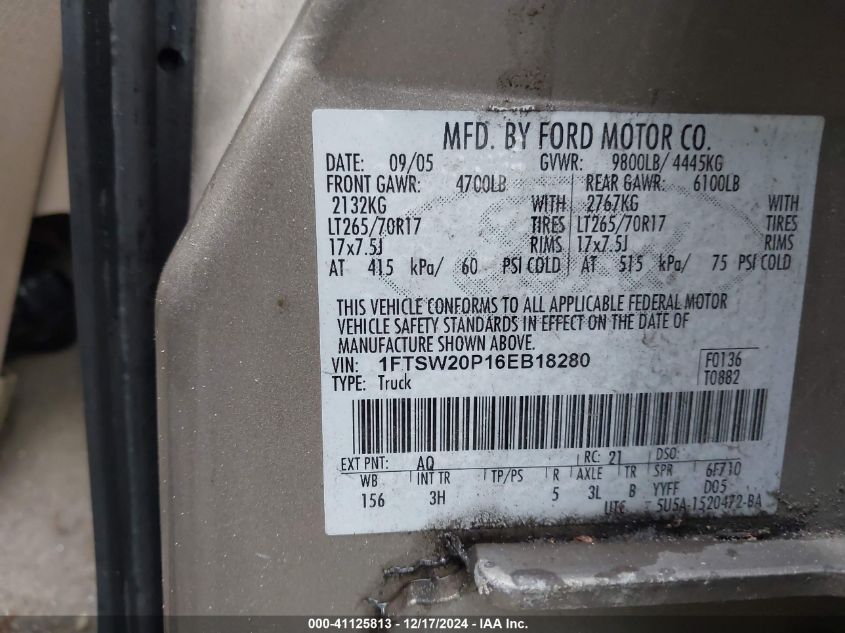 MFD. BY FORD MOTOR CO.
DATE: 09/05 GVWR: 9800LB/ 4445KG
FRONT GAWR: 4700LB REAR GAWR: 6100LB
2132KG WITH 2767KG WITH
LT265/70R17 TIRES LT265/70R17 TIRES
17x7.5J RIMS 17x7.5J RIMS
AT 415 kPa/ 60 PSI COLD AT 515 kPa/ 75 PSI COLD
THIS VEHICLE CONFORMS TO ALL APPLICABLE FEDERAL MOTOR
VEHICLE SAFETY STANDARDS IN EFFECT ON THE DATE OF
MANUFACTURE SHOWN ABOVE.
VIN: 1FTSW20P16EB18280 F0136
TYPE: Truck T0882
EXT PNT: AQ RC: 21 DSO:
WB INT TR TP/PS R AXLE TR SPR 6F710
156 3H 5 3L B YYFF D05
UTC 5U5A-1520472-BA
000-41125813 - 12/17/2024 - 1FTSW20P16EB18280